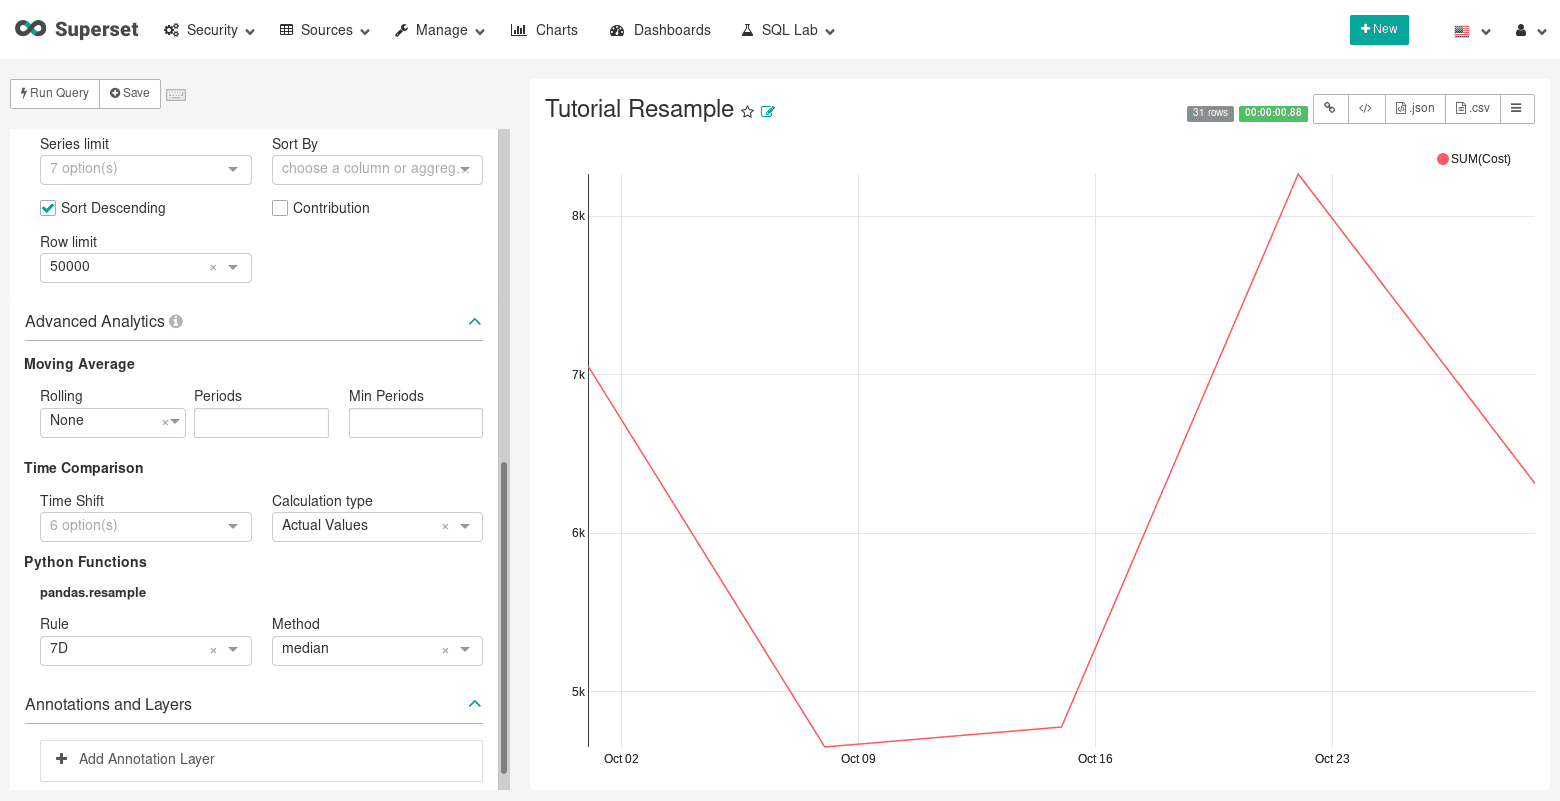 Superset Security Sources Manage Charts Dashboards SQL Lab New
Run Query Save
Series limit Sort By
7 option(s) choose a column or aggreg...
Sort Descending Contribution
Row limit
50000 ×
Advanced Analytics
Moving Average
Rolling Periods Min Periods
None ×
Time Comparison
Time Shift Calculation type
6 option(s) Actual Values ×
Python Functions
pandas.resample
Rule Method
7D × median ×
Annotations and Layers
+ Add Annotation Layer
Tutorial Resample
31 rows 00:00:00.88 </> .json .csv
SUM(Cost)
8k
7k
6k
5k
Oct 02 Oct 09 Oct 16 Oct 23